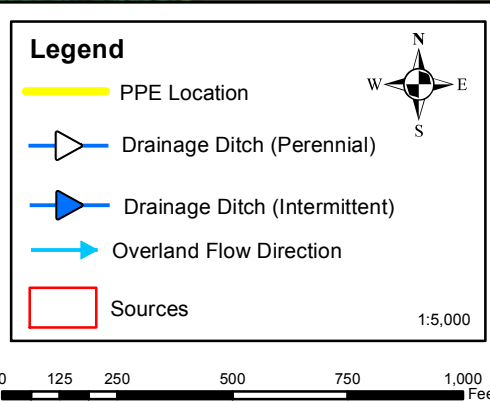 Legend
N
W E
S
PPE Location
Drainage Ditch (Perennial)
Drainage Ditch (Intermittent)
Overland Flow Direction
Sources
1:5,000
0 125 250 500 750 1,000
Fee